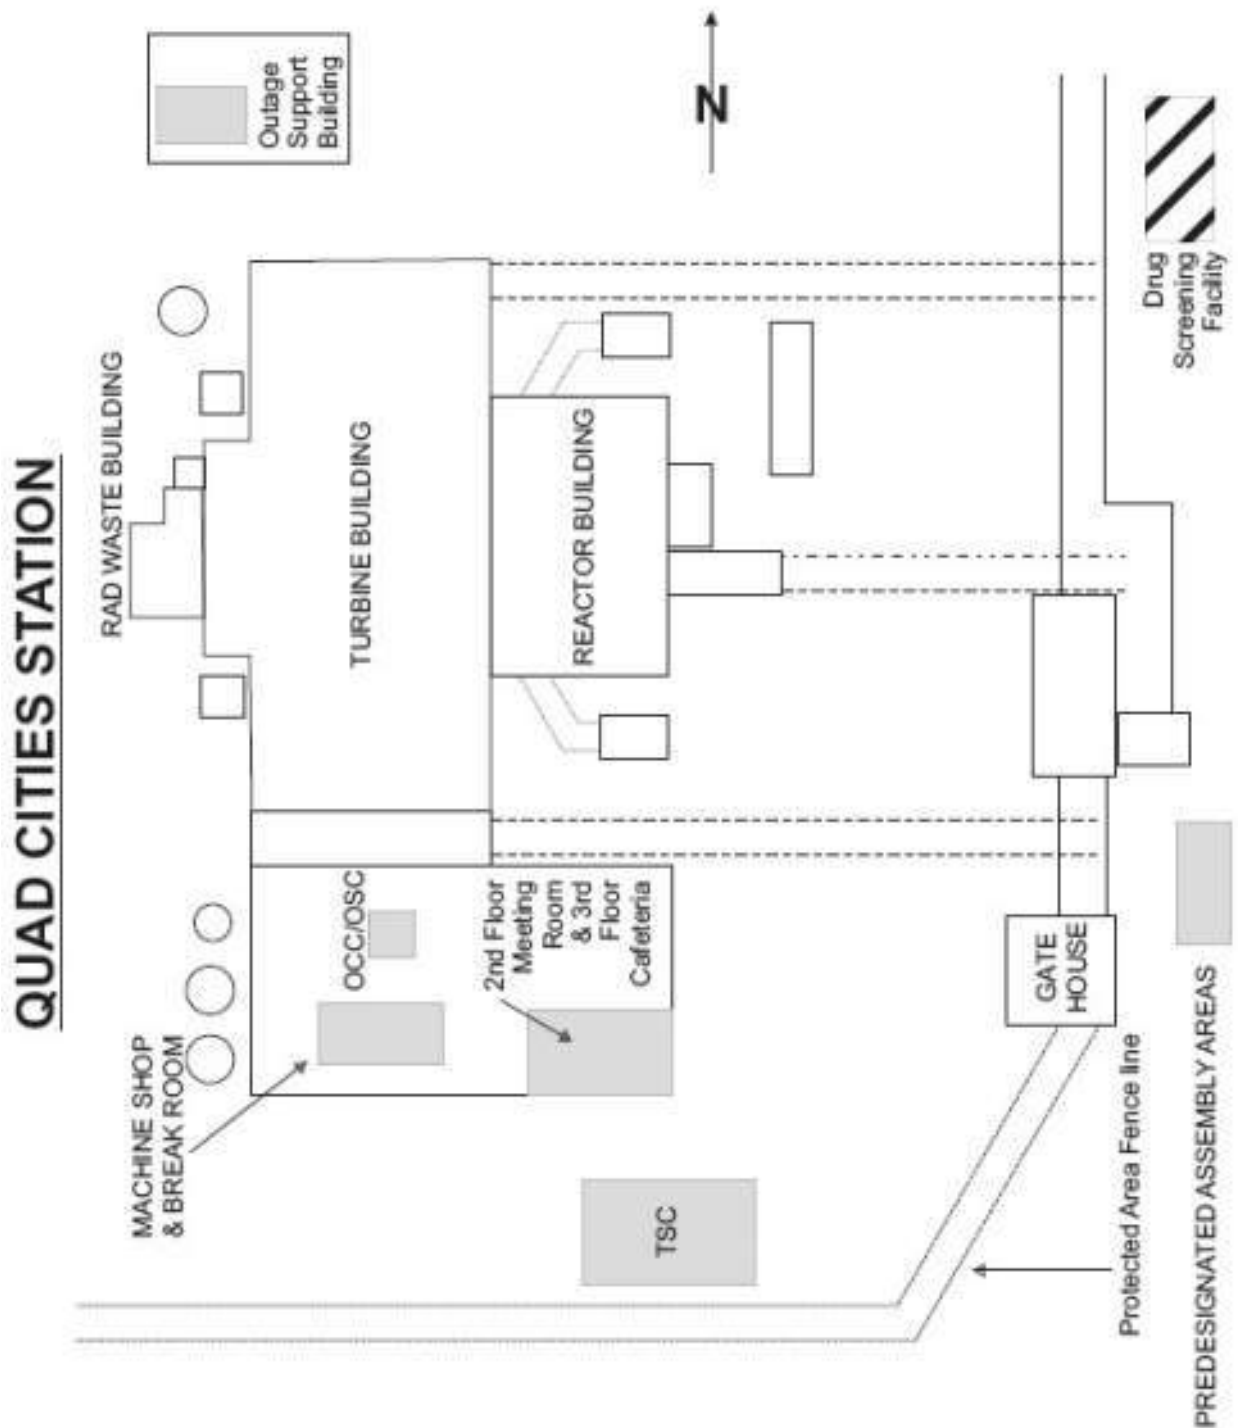 QUAD CITIES STATION
RAD WASTE BUILDING
Outage
Support
Building
MACHINE SHOP
& BREAK ROOM
OCC/OSC
TURBINE BUILDING
2nd Floor
Meeting
Room
& 3rd
Floor
Cafeteria
REACTOR BUILDING
N
TSC
GATE
HOUSE
Protected Area Fence line
Drug
Screening
Facility
PREDESIGNATED ASSEMBLY AREAS